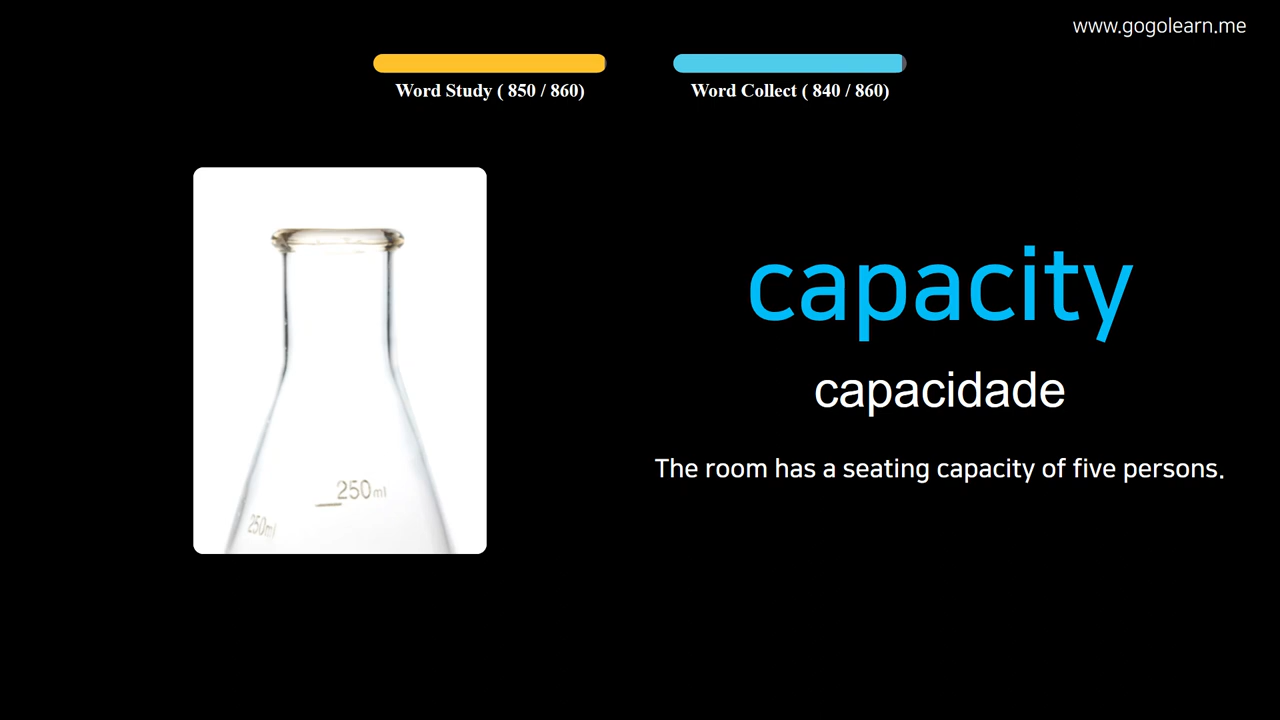 www.gogolearn.me
Word Study ( 850 / 860)
Word Collect ( 840 / 860)
capacity
capacidade
The room has a seating capacity of five persons.
250ml
250ml